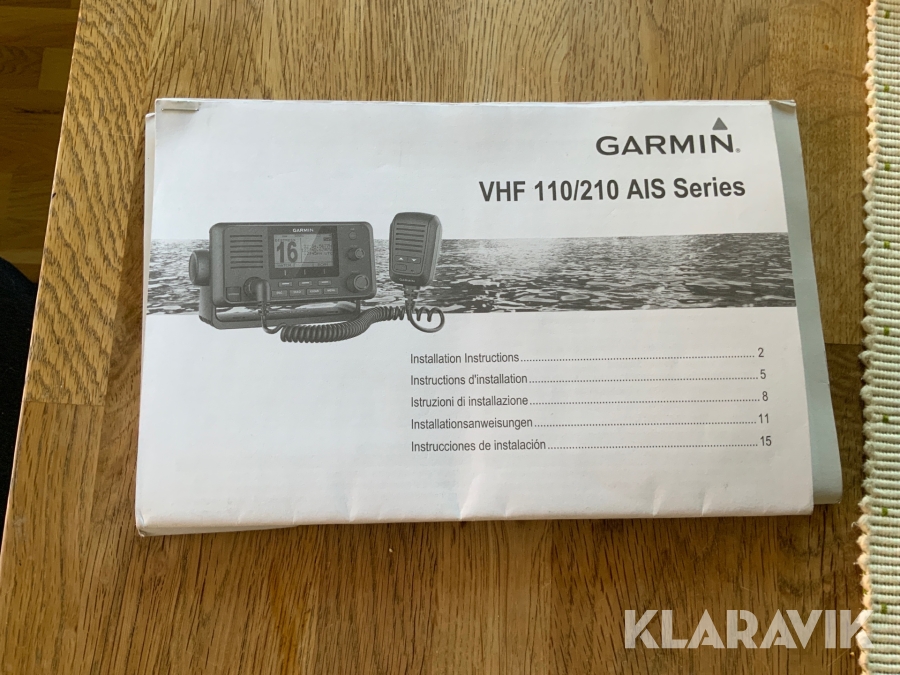 GARMIN
VHF 110/210 AIS Series
GARMIN
16
Installation Instructions 2
Instructions d'installation 5
Istruzioni di installazione 8
Installationsanweisungen 11
Instrucciones de instalación 15
KLARAVIK